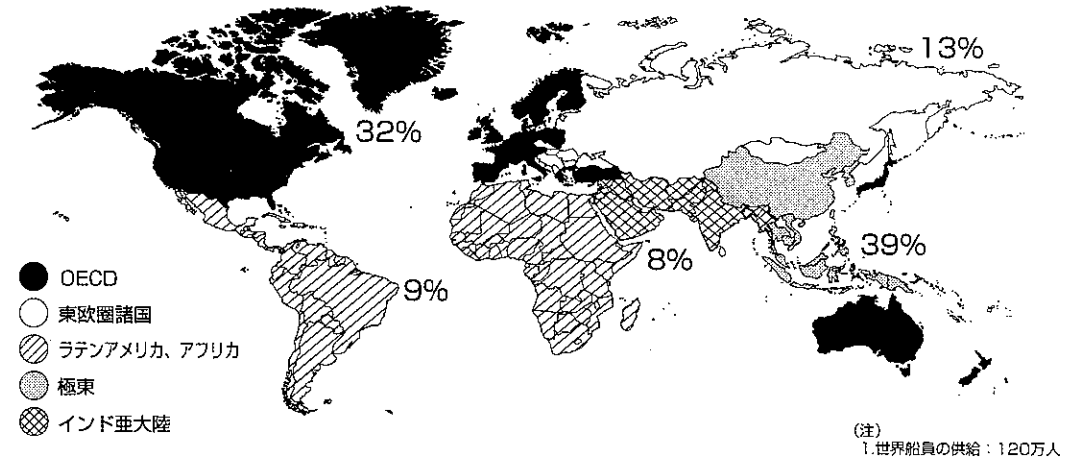 13%
32%
39%
8%
9%
OECD
東欧圏諸国
ラテンアメリカ、アフリカ
極東
インド亜大陸
(注)
1.世界船員の供給：120万人